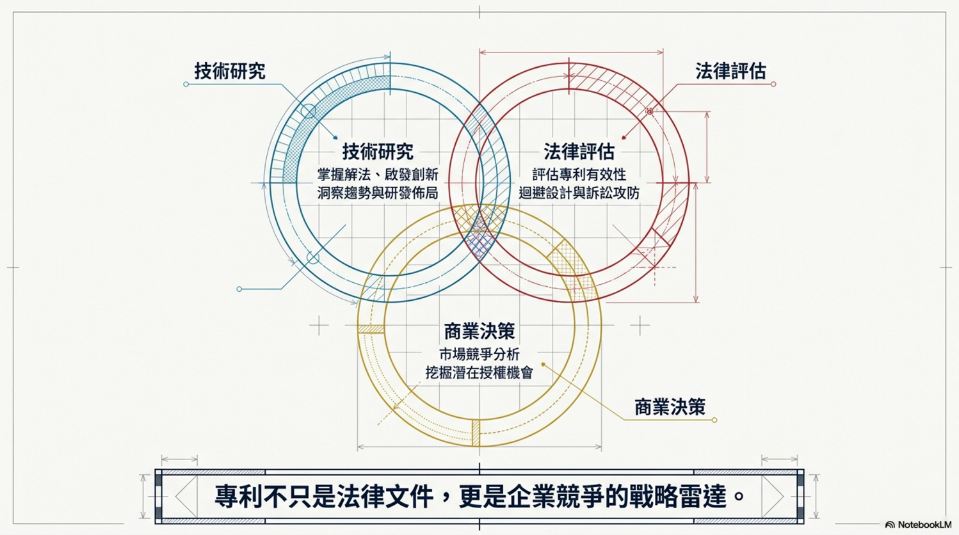 技術研究
法律評估
技術研究
掌握解法、啟發創新
洞察趨勢與研發佈局
法律評估
評估專利有效性
迴避設計與訴訟攻防
商業決策
市場競爭分析
挖掘潛在授權機會
商業決策
專利不只是法律文件，更是企業競爭的戰略雷達。
NotebookLM